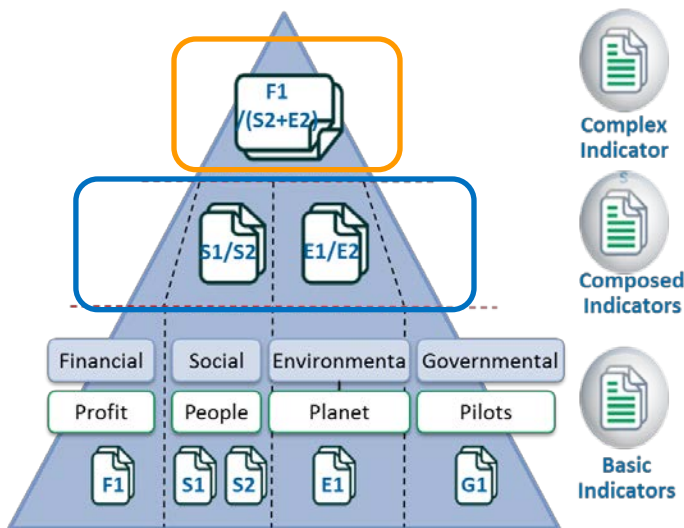 F1
/(S2+E2)
Complex
Indicator
s
S1/S2
E1/E2
Composed
Indicators
Financial
Social
Environmenta
Governmental
Profit
People
Planet
Pilots
F1
S1
S2
E1
G1
Basic
Indicators